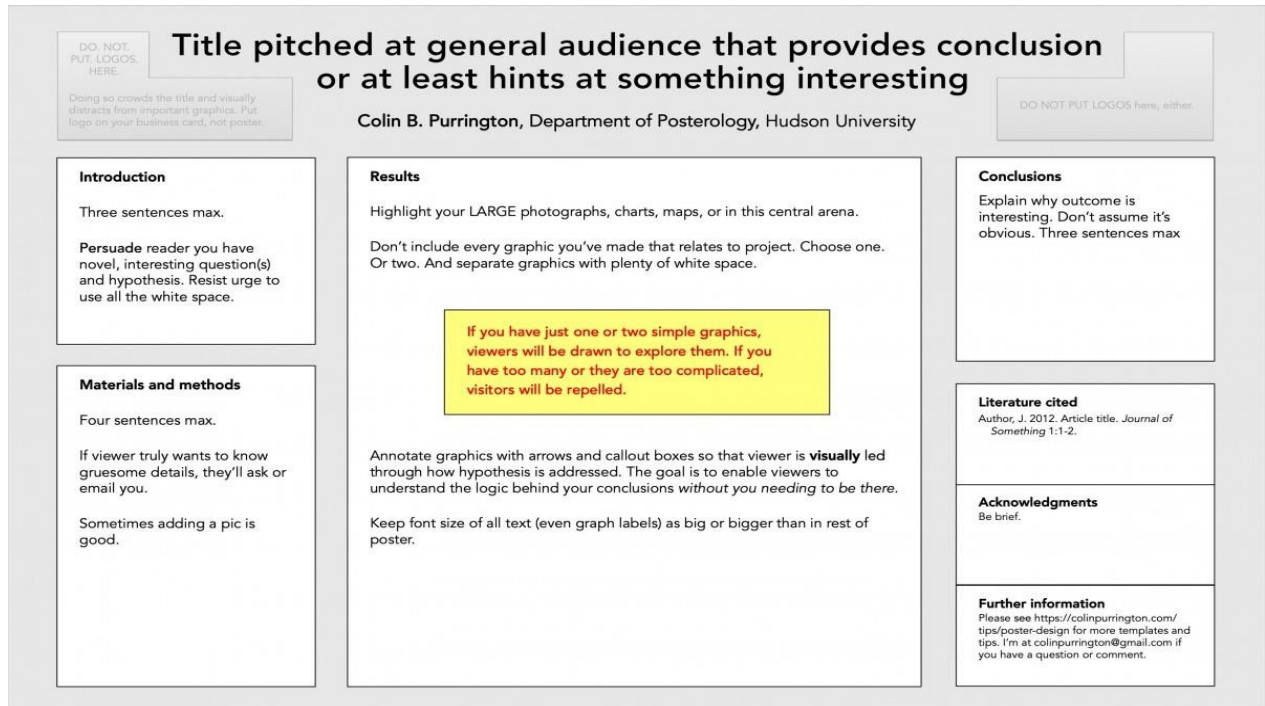 DO. NOT.
PUT. LOGOS.
HERE.
Doing so crowds the title and visually
distracts from important graphics. Put
logo on your business card, not poster.
Title pitched at general audience that provides conclusion
or at least hints at something interesting
Colin B. Purrington, Department of Posterology, Hudson University
DO NOT PUT LOGOS here, either.
Introduction
Three sentences max.
Persuade reader you have
novel, interesting question(s)
and hypothesis. Resist urge to
use all the white space.
Materials and methods
Four sentences max.
If viewer truly wants to know
gruesome details, they'll ask or
email you.
Sometimes adding a pic is
good.
Results
Highlight your LARGE photographs, charts, maps, or in this central arena.
Don't include every graphic you've made that relates to project. Choose one.
Or two. And separate graphics with plenty of white space.
If you have just one or two simple graphics,
viewers will be drawn to explore them. If you
have too many or they are too complicated,
visitors will be repelled.
Annotate graphics with arrows and callout boxes so that viewer is visually led
through how hypothesis is addressed. The goal is to enable viewers to
understand the logic behind your conclusions without you needing to be there.
Keep font size of all text (even graph labels) as big or bigger than in rest of
poster.
Conclusions
Explain why outcome is
interesting. Don't assume it's
obvious. Three sentences max
Literature cited
Author, J. 2012. Article title. Journal of
Something 1:1-2.
Acknowledgments
Be brief.
Further information
Please see https://colinpurrington.com/
tips/poster-design for more templates and
tips. I'm at colinpurrington@gmail.com if
you have a question or comment.